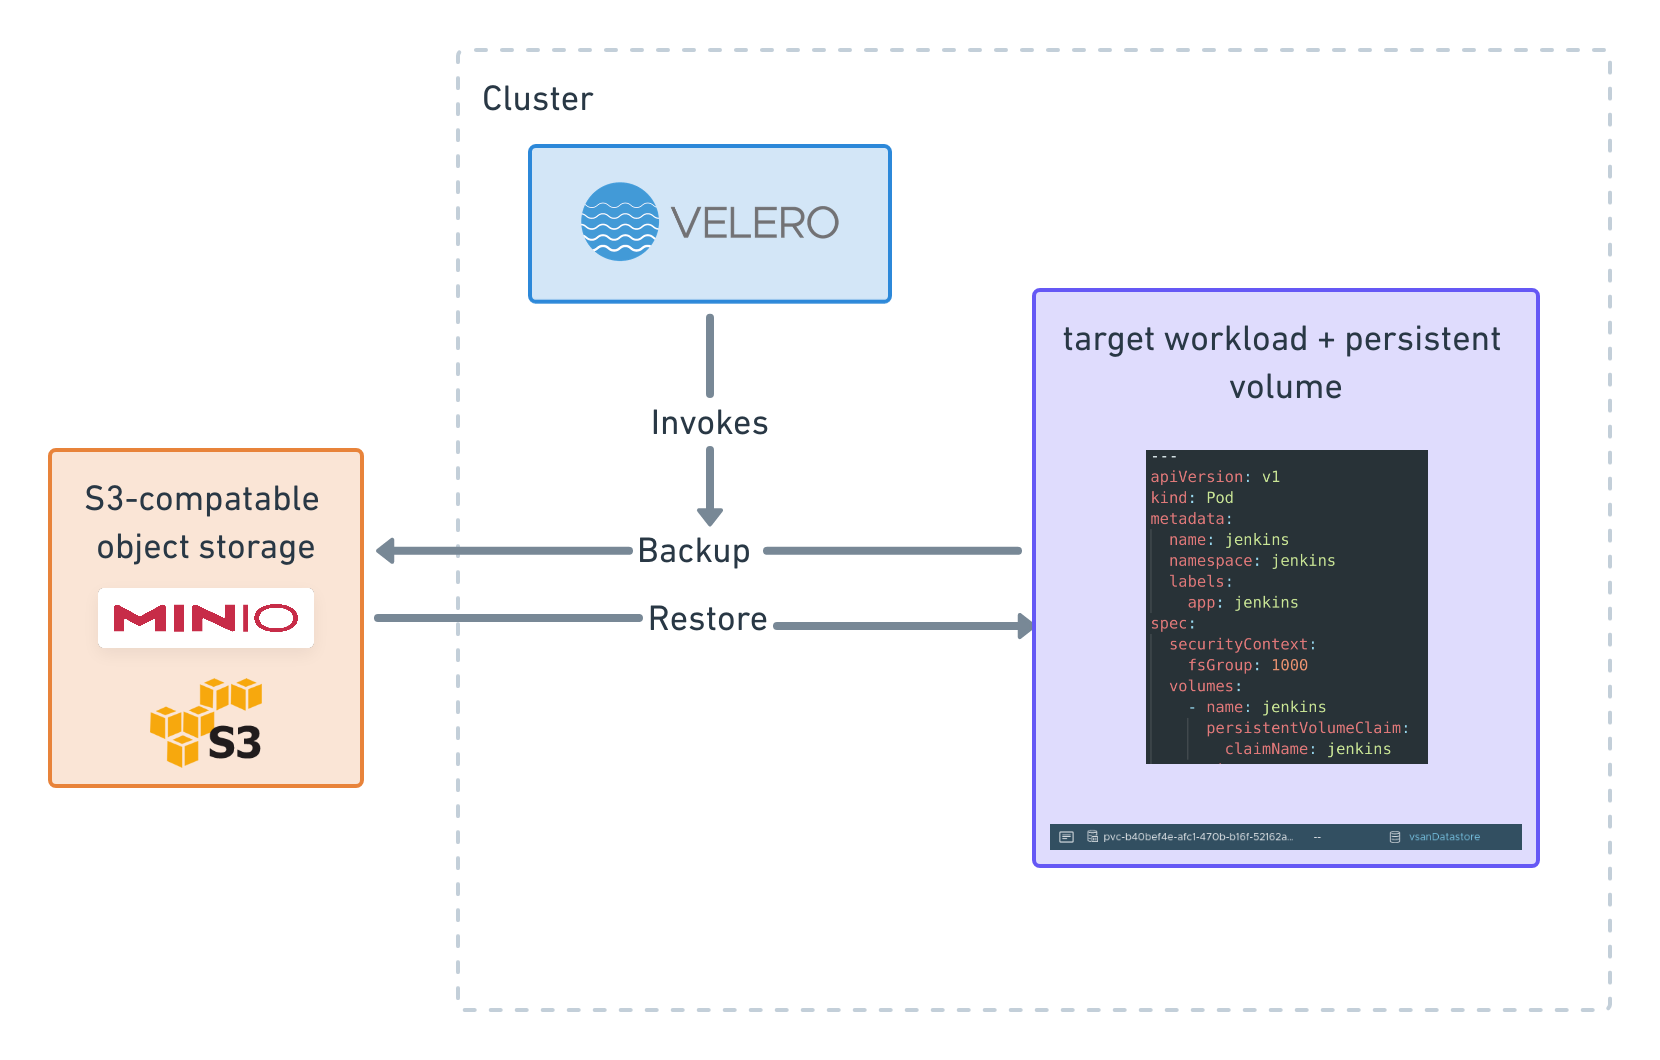 Cluster
VELERO
Invokes
Backup
Restore
S3-compatable
object storage
MINIO
S3
target workload + persistent
volume
---
apiVersion: v1
kind: Pod
metadata:
  name: jenkins
  namespace: jenkins
  labels:
    app: jenkins
spec:
  securityContext:
    fsGroup: 1000
  volumes:
    - name: jenkins
      persistentVolumeClaim:
        claimName: jenkins
pvc-b40bef4e-afc1-470b-b16f-52162a... -- vsanDatastore